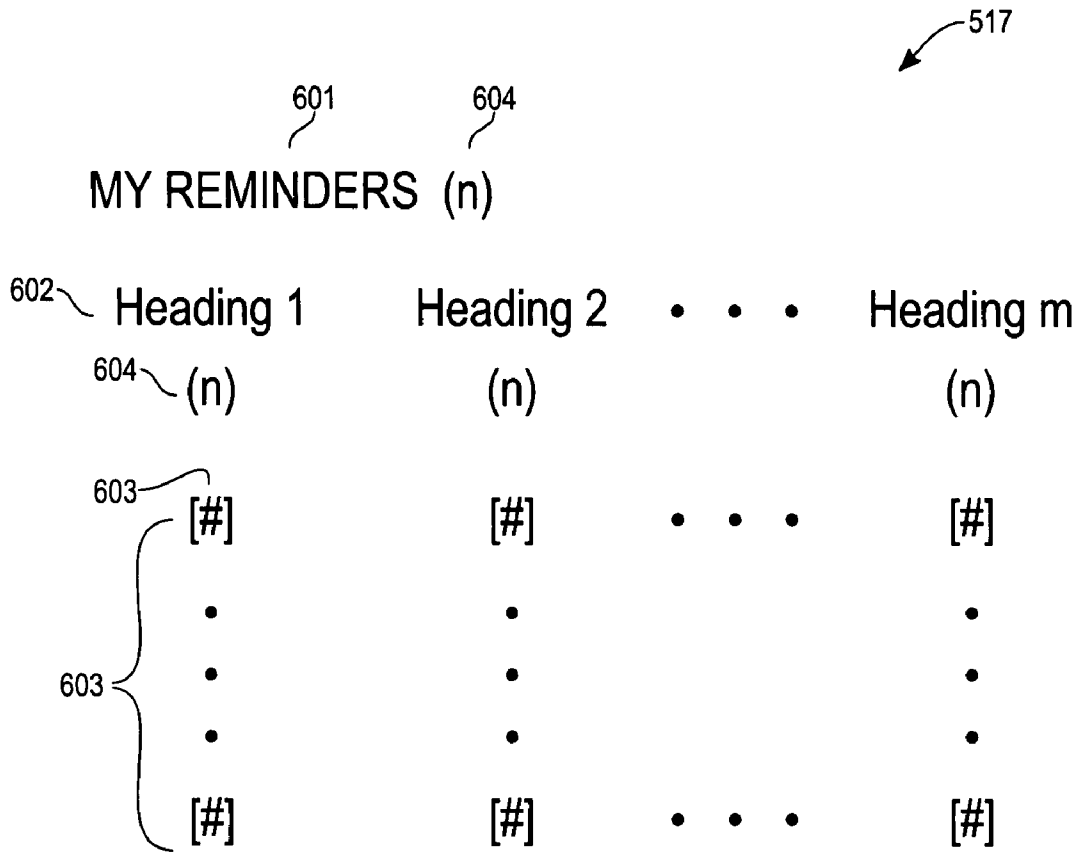 517
601 604
MY REMINDERS (n)
602 Heading 1 Heading 2 • • • Heading m
604 (n) (n) (n)
603
[#] [#] • • • [#]
• • •
• • •
603
• • •
[#] [#] • • • [#]